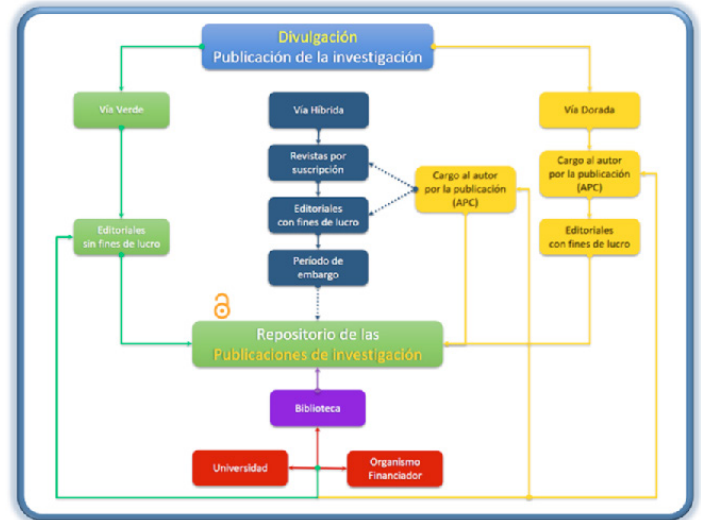 Divulgación
Publicación de la investigación
Vía Verde
Vía Híbrida
Vía Dorada
Revistas por
suscripción
Cargo al autor
por la publicación
(APC)
Cargo al autor
por la publicación
(APC)
Editoriales
sin fines de lucro
Editoriales
con fines de lucro
Editoriales
con fines de lucro
Período de
embargo
Repositorio de las
Publicaciones de investigación
Biblioteca
Universidad
Organismo
Financiador